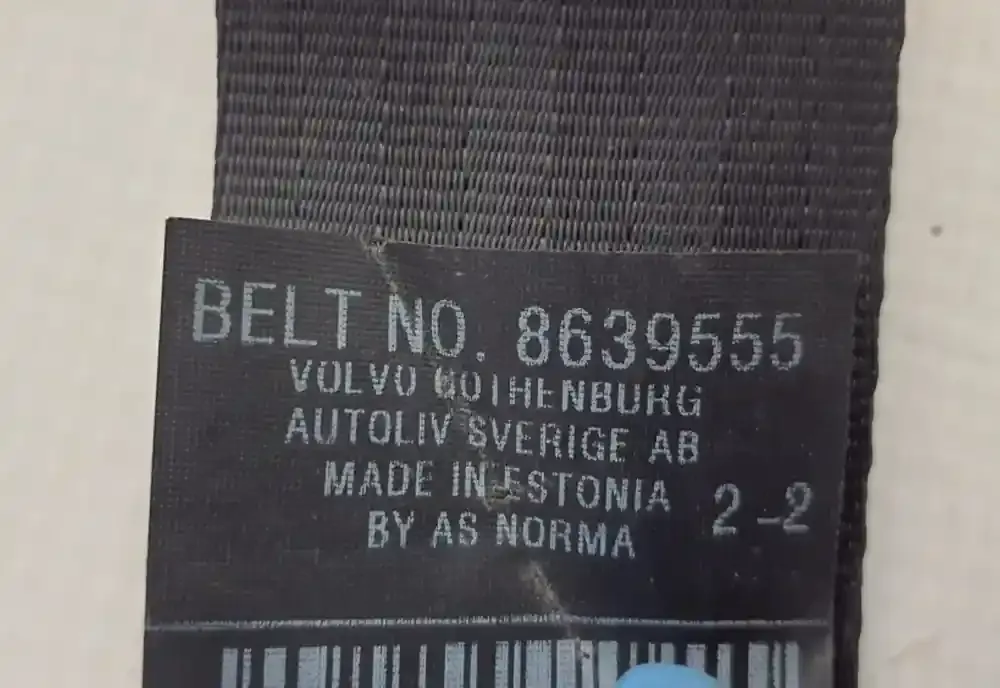 BELT NO. 8639555
VOLVO GOTHENBURG
AUTOLIV SVERIGE AB
MADE IN ESTONIA 2-2
BY AS NORMA